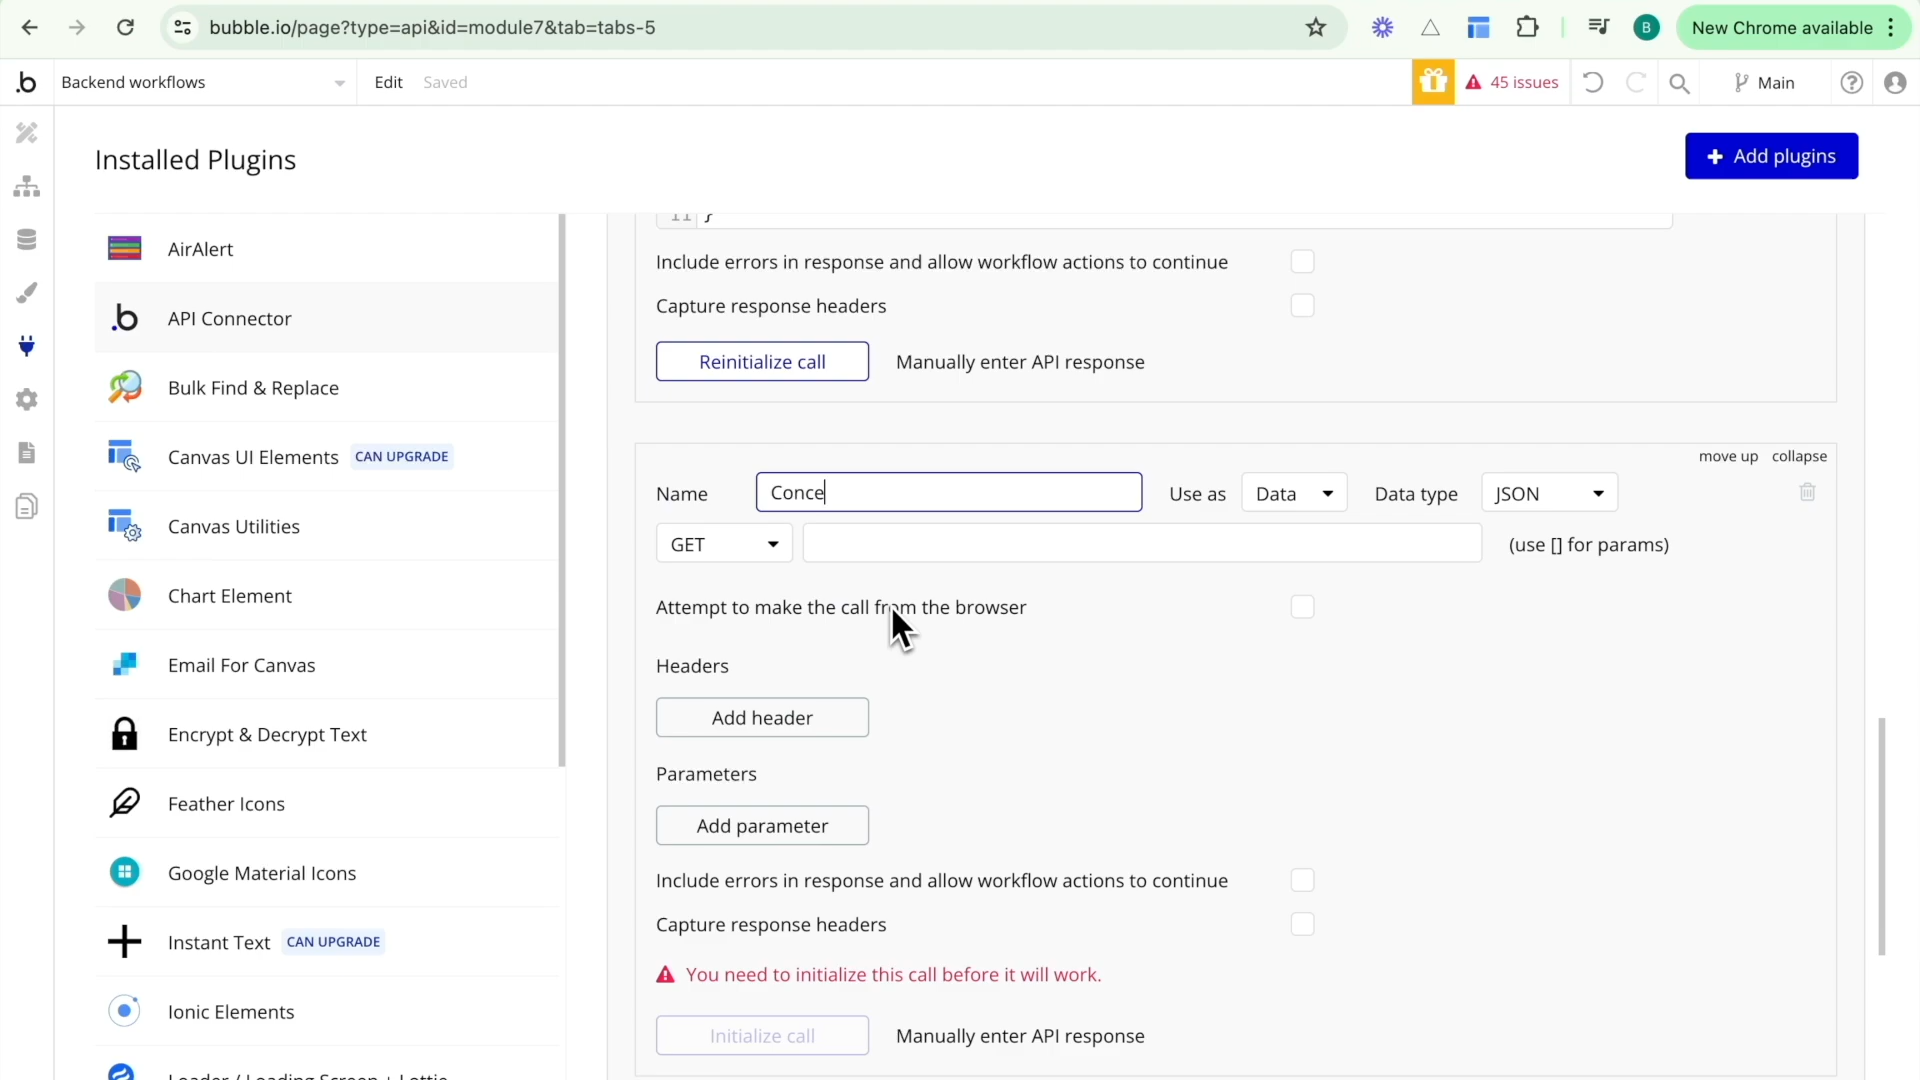 bubble.io/page?type=api&id=module7&tab=tabs-5
B
New Chrome available
b
Backend workflows
Edit
Saved
45 issues
Main
Installed Plugins
Add plugins
AirAlert
API Connector
Bulk Find & Replace
Canvas UI Elements CAN UPGRADE
Canvas Utilities
Chart Element
Email For Canvas
Encrypt & Decrypt Text
Feather Icons
Google Material Icons
Instant Text CAN UPGRADE
Ionic Elements
Loader / Loading Screen + Lottie
11 }
Include errors in response and allow workflow actions to continue
Capture response headers
Reinitialize call Manually enter API response
move up collapse
Name Conce Use as Data Data type JSON
GET (use [] for params)
Attempt to make the call from the browser
Headers
Add header
Parameters
Add parameter
Include errors in response and allow workflow actions to continue
Capture response headers
You need to initialize this call before it will work.
Initialize call Manually enter API response